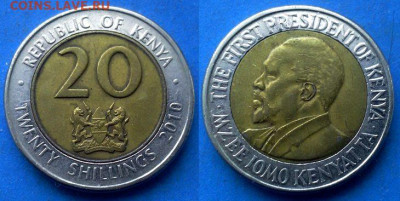 COINS.LAVE.RU
REPUBLIC OF KENYA
20
TWENTY SHILLINGS 2010
THE FIRST PRESIDENT OF KENYA
MZEE JOMO KENYATTA